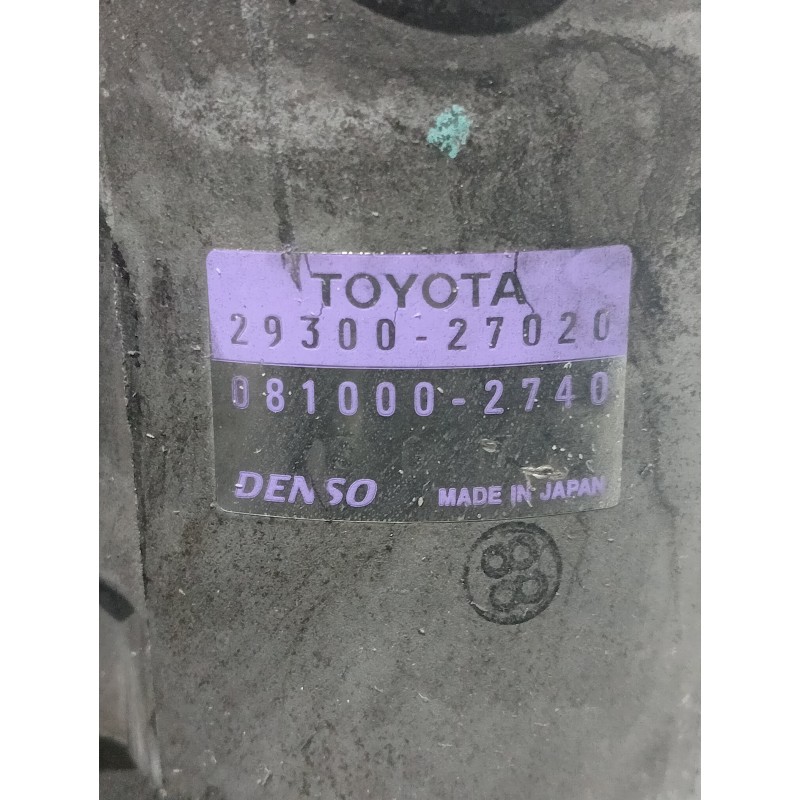 TOYOTA
29300-27020
081000-2740
DENSO MADE IN JAPAN